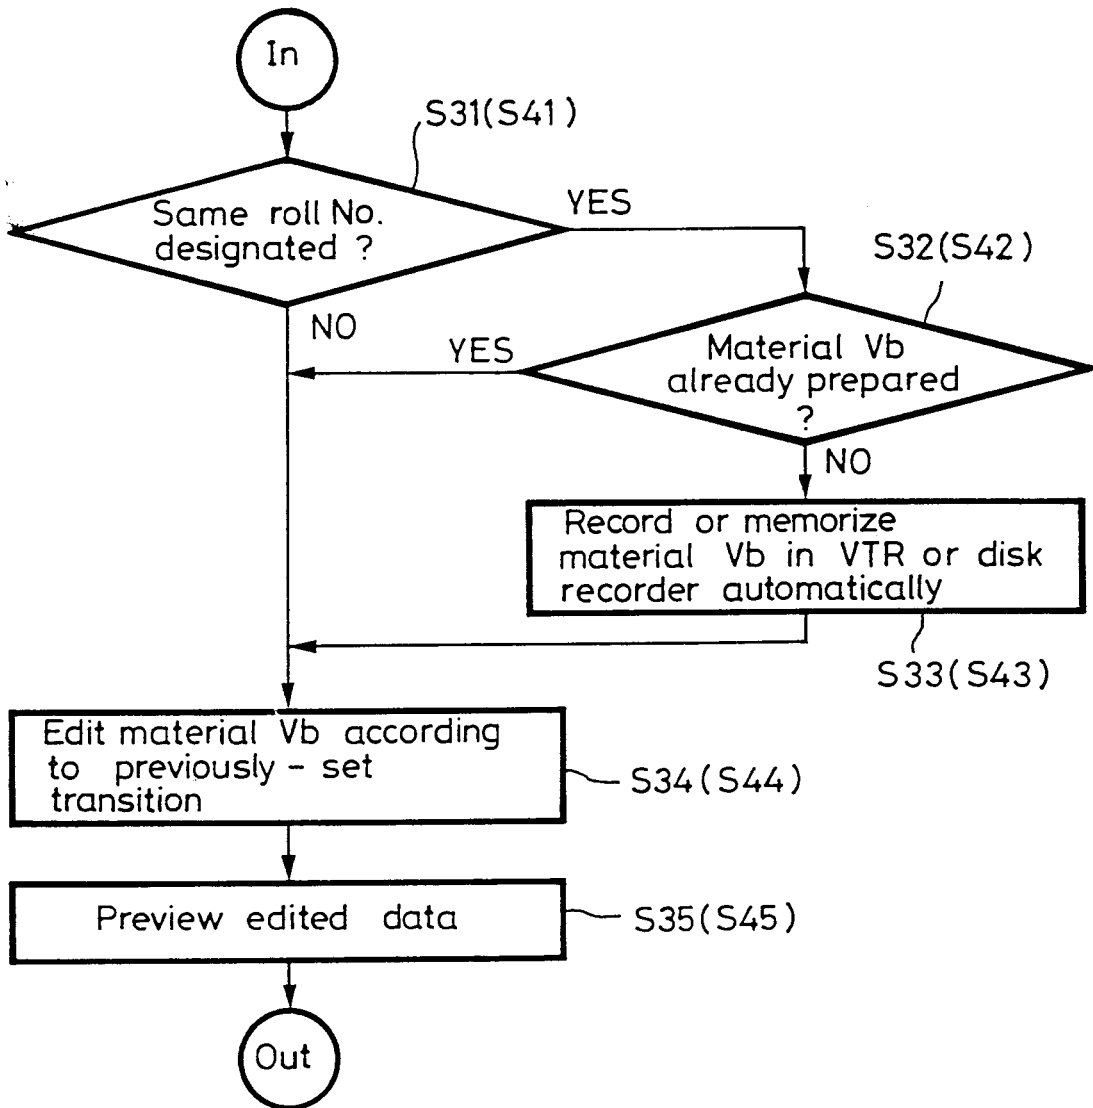 In
S31(S41)
Same roll No.
designated ?
YES
S32(S42)
NO
YES
Material Vb
already prepared
?
NO
Record or memorize
material Vb in VTR or disk
recorder automatically
S33(S43)
Edit material Vb according
to previously - set
transition
S34(S44)
Preview edited data
S35(S45)
Out